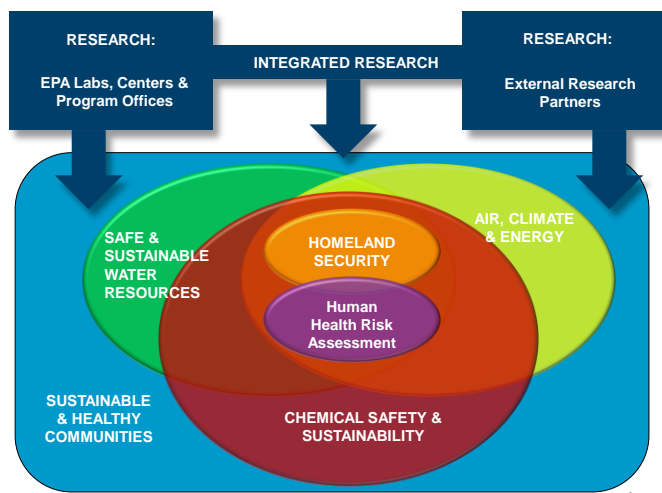 RESEARCH:
EPA Labs, Centers &
Program Offices
INTEGRATED RESEARCH
RESEARCH:
External Research
Partners
SAFE &
SUSTAINABLE
WATER
RESOURCES
HOMELAND
SECURITY
AIR, CLIMATE
& ENERGY
Human
Health Risk
Assessment
SUSTAINABLE
& HEALTHY
COMMUNITIES
CHEMICAL SAFETY &
SUSTAINABILITY